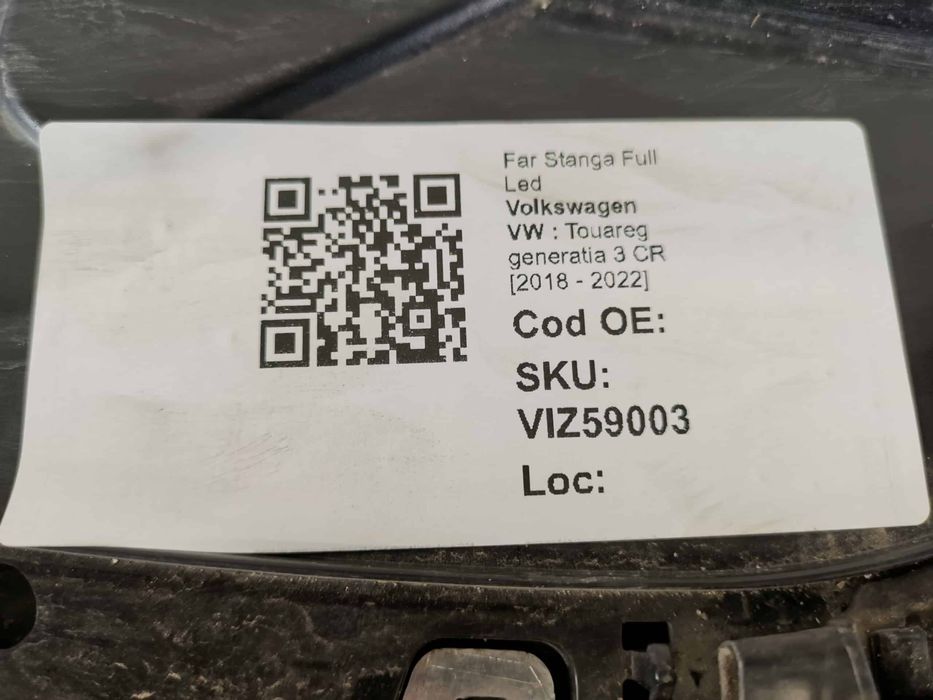 Far Stanga Full
Led
Volkswagen
VW : Touareg
generatia 3 CR
[2018 - 2022]
Cod OE:
SKU:
VIZ59003
Loc: